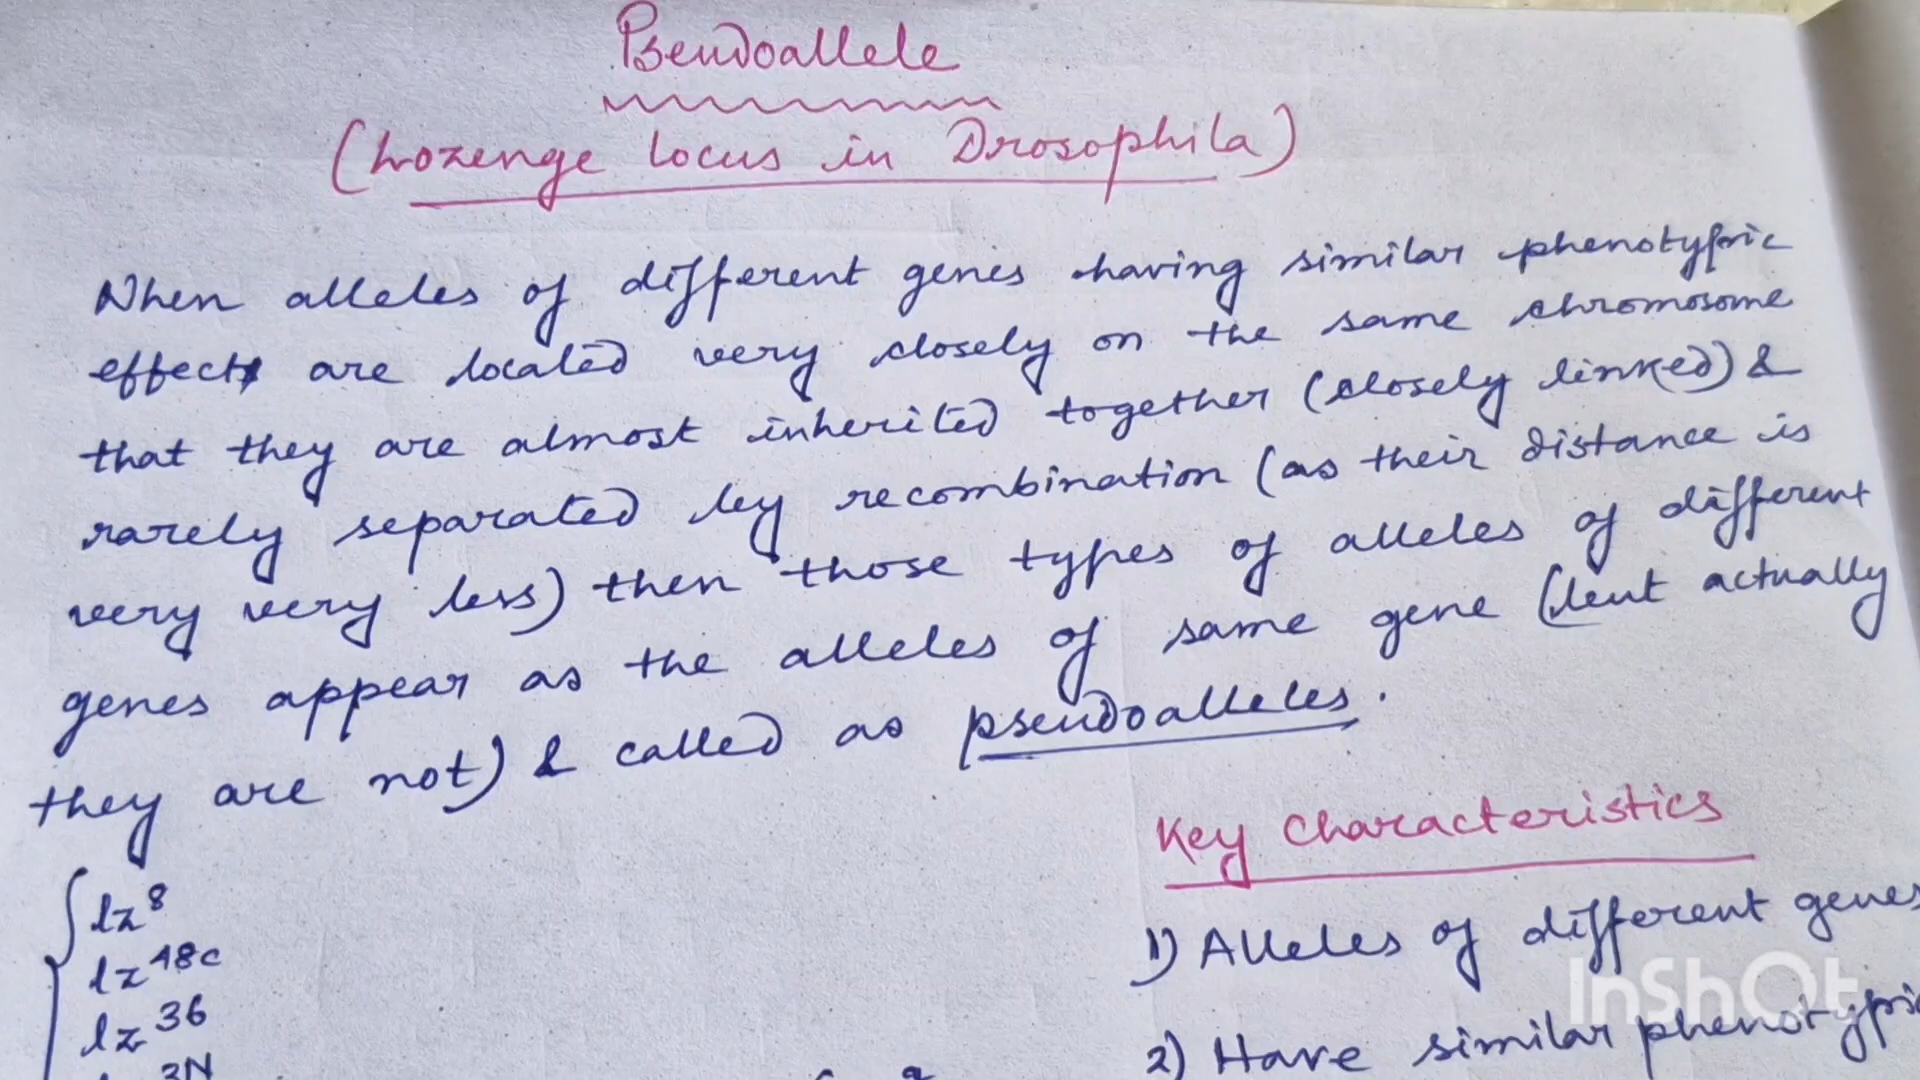 Pseudoallele
(Lozenge locus in Drosophila)
When alleles of different genes having similar phenotypic
effect are located very closely on the same chromosome
that they are almost inherited together (closely linked) &
rarely separated by recombination (as their distance is
very very less) then those types of alleles of different
genes appear as the alleles of same gene (but actually
they are not) & called as pseudoalleles.
Key Characteristics
lz⁸
lz⁴⁸ᶜ
lz³⁶
3N
1) Alleles of different genes
2) Have similar phenotypic
InShOt